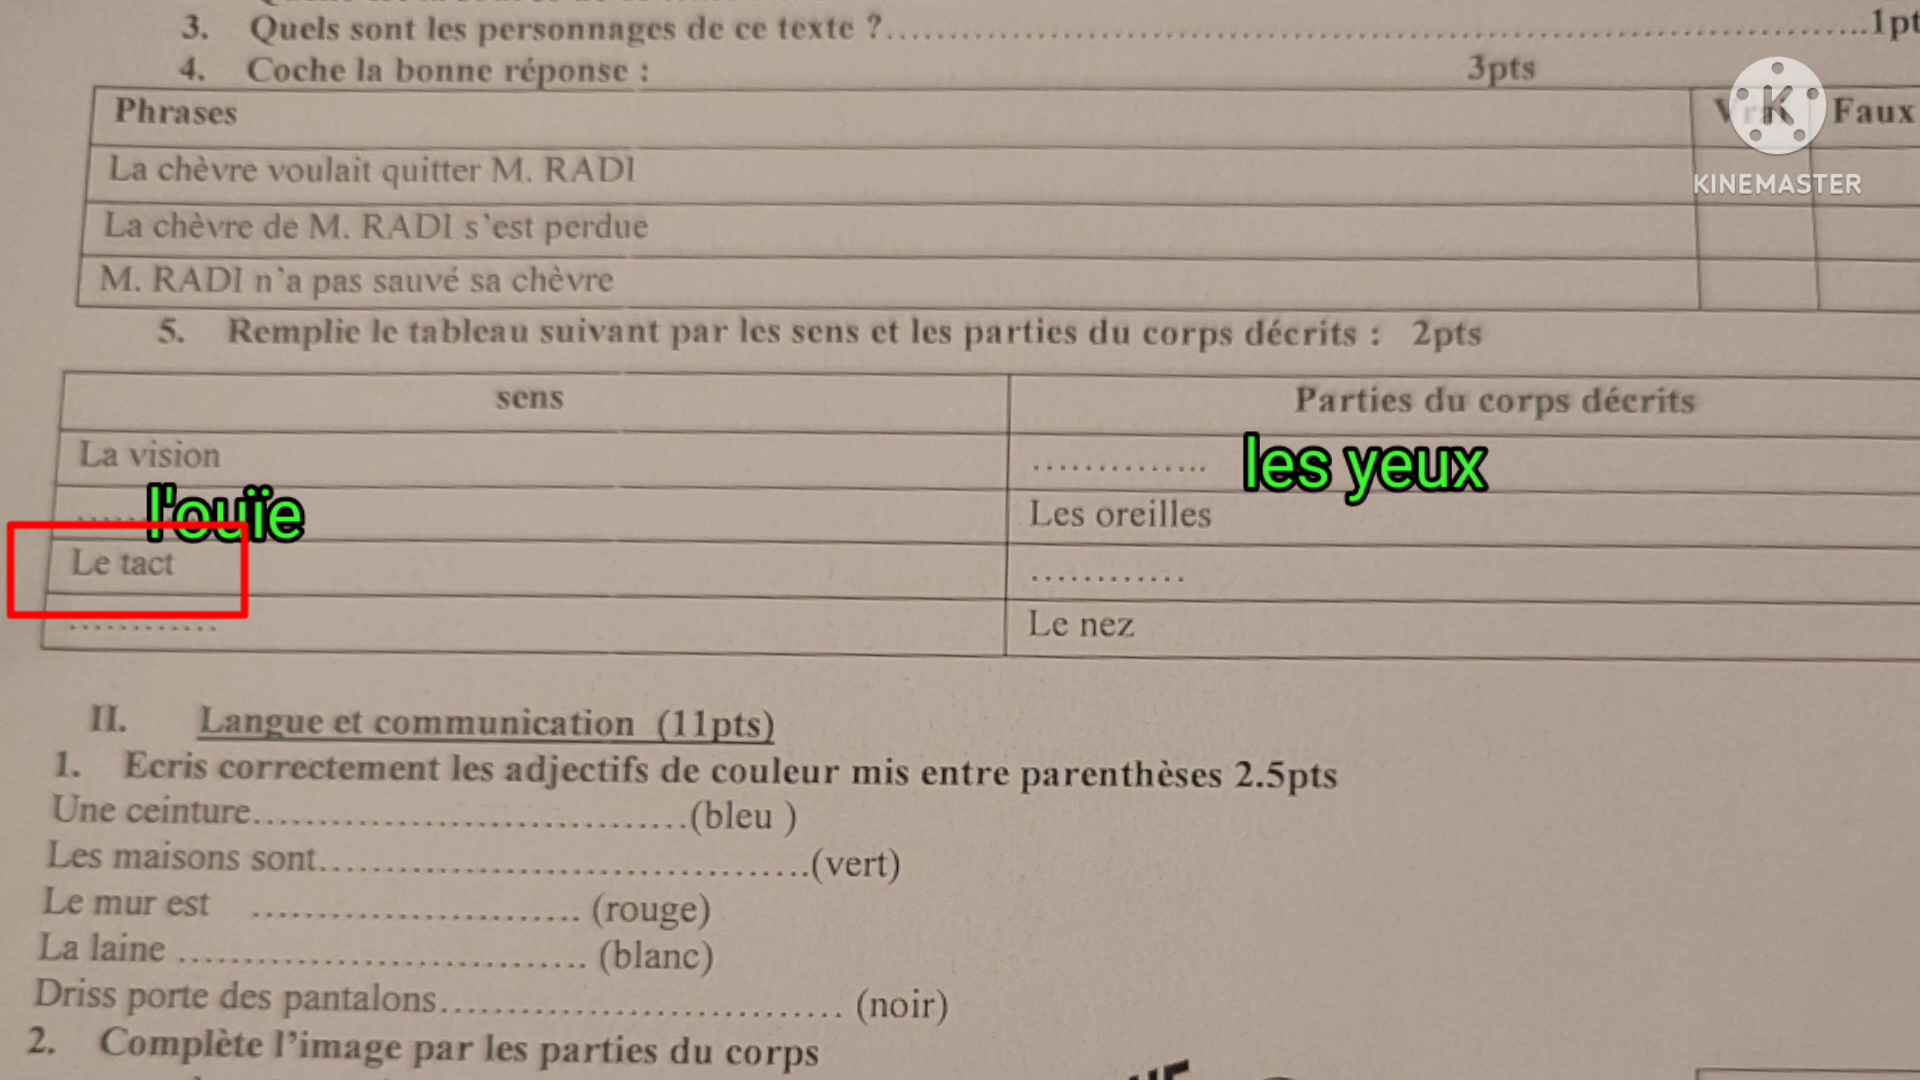 3. Quels sont les personnages de ce texte ?..........................................................................1pt
4. Coche la bonne réponse : 3pts
Phrases Vrai Faux
KINEMASTER
La chèvre voulait quitter M. RADI
La chèvre de M. RADI s'est perdue
M. RADI n'a pas sauvé sa chèvre
5. Remplie le tableau suivant par les sens et les parties du corps décrits : 2pts
sens Parties du corps décrits
La vision .............. les yeux
..... l'ouïe Les oreilles
Le tact ............
............ Le nez
II. Langue et communication (11pts)
1. Ecris correctement les adjectifs de couleur mis entre parenthèses 2.5pts
Une ceinture.................................(bleu )
Les maisons sont.....................................(vert)
Le mur est ......................... (rouge)
La laine ............................... (blanc)
Driss porte des pantalons............................... (noir)
2. Complète l'image par les parties du corps